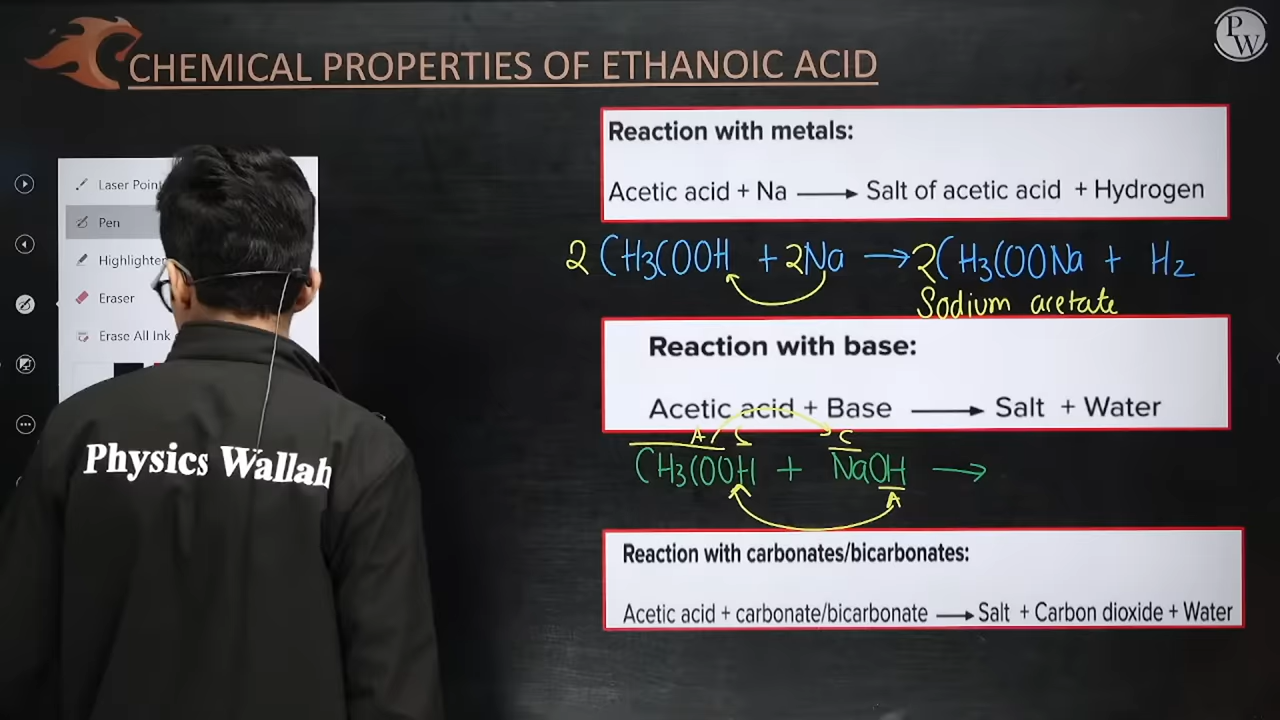 CHEMICAL PROPERTIES OF ETHANOIC ACID
PW
Reaction with metals:
Acetic acid + Na ⟶ Salt of acetic acid + Hydrogen
2 CH3COOH + 2Na → 2CH3COONa + H2
Sodium acetate
Reaction with base:
Acetic acid + Base ⟶ Salt + Water
A C C
CH3COOH + NaOH →
A
Reaction with carbonates/bicarbonates:
Acetic acid + carbonate/bicarbonate ⟶ Salt + Carbon dioxide + Water
Laser Point
Pen
Highlighter
Eraser
Erase All Ink
Physics Wallah